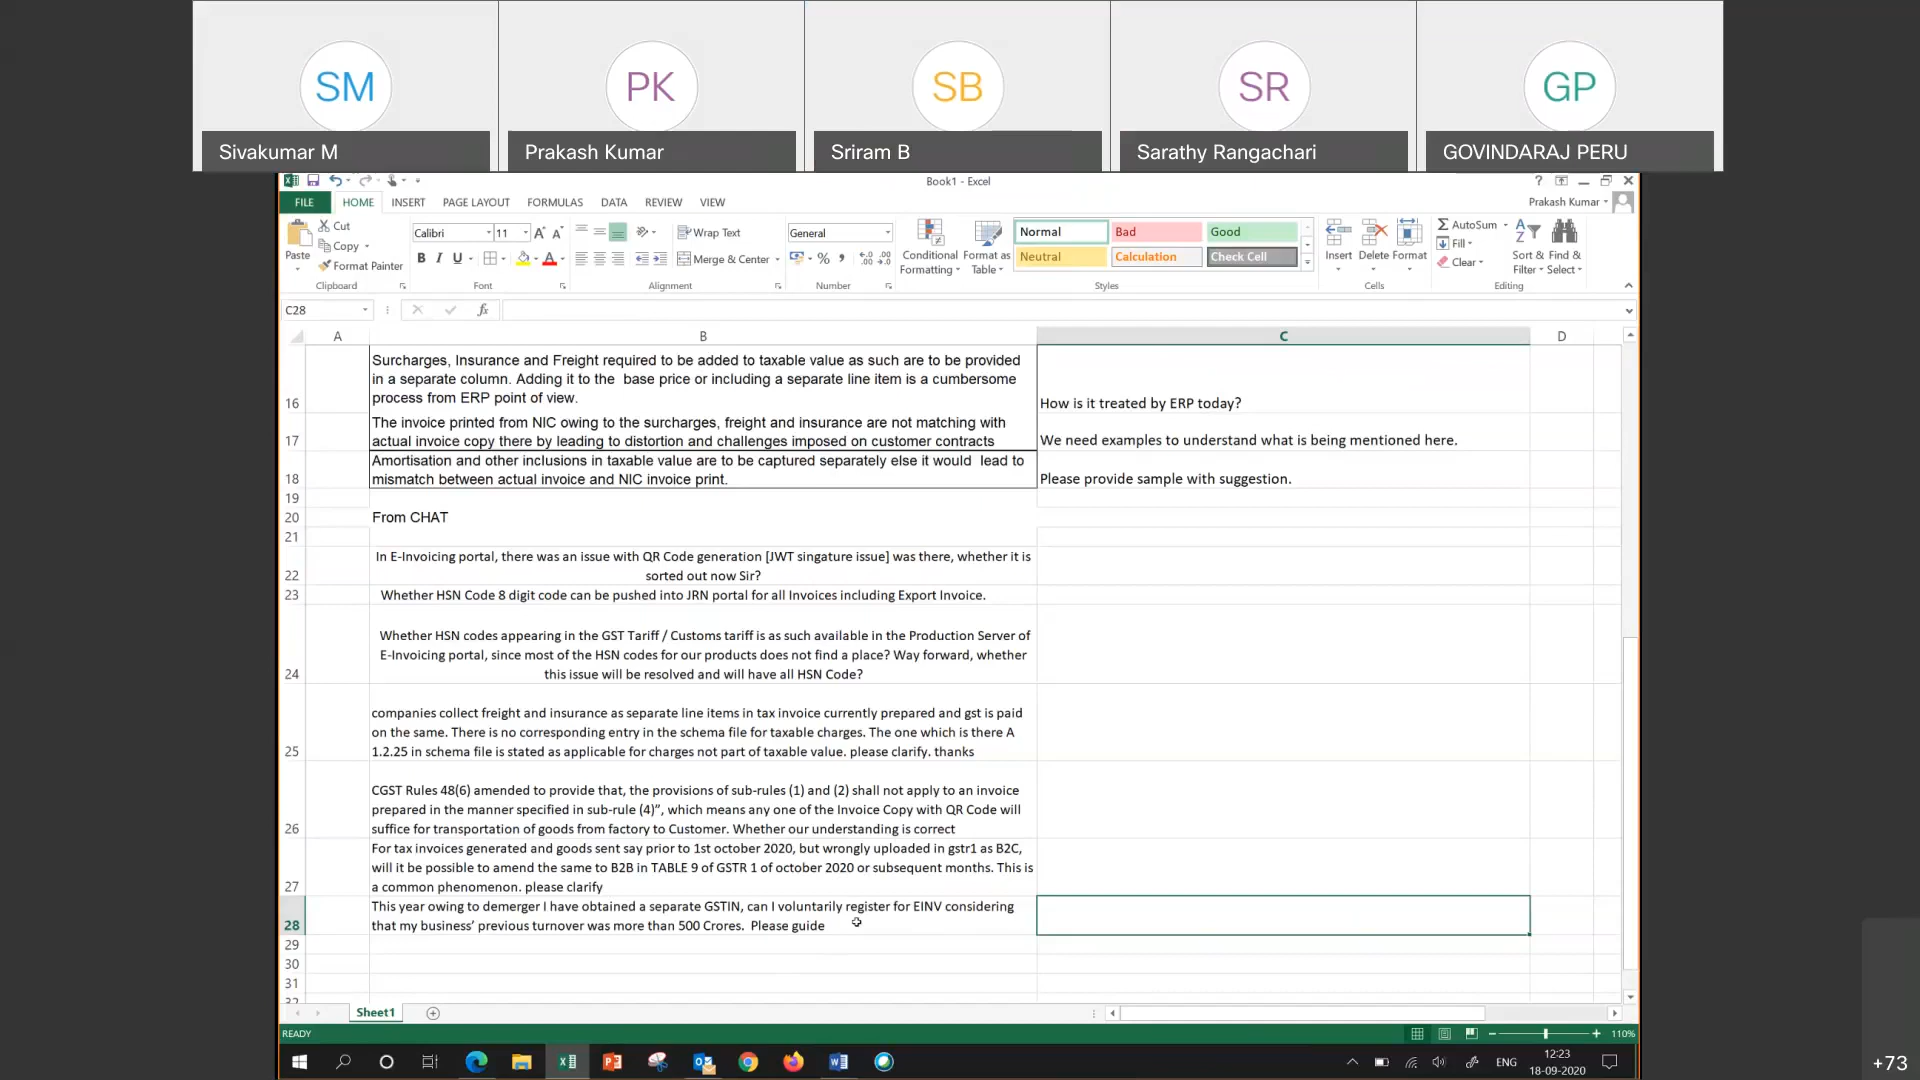 SM
PK
SB
SR
GP
Sivakumar M
Prakash Kumar
Sriram B
Sarathy Rangachari
GOVINDARAJ PERU
Book1 - Excel
?
FILE
HOME
INSERT
PAGE LAYOUT
FORMULAS
DATA
REVIEW
VIEW
Prakash Kumar
Paste
Cut
Copy
Format Painter
Clipboard
Calibri
11
B I U
Font
Wrap Text
Merge & Center
Alignment
General
%
Number
Conditional
Formatting
Format as
Table
Normal
Bad
Good
Neutral
Calculation
Check Cell
Styles
Insert
Delete
Format
Cells
AutoSum
Fill
Clear
Sort &
Filter
Find &
Select
Editing
C28
fx
A
B
C
D
16
Surcharges, Insurance and Freight required to be added to taxable value as such are to be provided
in a separate column. Adding it to the base price or including a separate line item is a cumbersome
process from ERP point of view.
How is it treated by ERP today?
17
The invoice printed from NIC owing to the surcharges, freight and insurance are not matching with
actual invoice copy there by leading to distortion and challenges imposed on customer contracts
We need examples to understand what is being mentioned here.
18
Amortisation and other inclusions in taxable value are to be captured separately else it would lead to
mismatch between actual invoice and NIC invoice print.
Please provide sample with suggestion.
19
20
From CHAT
21
22
In E-Invoicing portal, there was an issue with QR Code generation [JWT singature issue] was there, whether it is
sorted out now Sir?
23
Whether HSN Code 8 digit code can be pushed into JRN portal for all Invoices including Export Invoice.
24
Whether HSN codes appearing in the GST Tariff / Customs tariff is as such available in the Production Server of
E-Invoicing portal, since most of the HSN codes for our products does not find a place? Way forward, whether
this issue will be resolved and will have all HSN Code?
25
companies collect freight and insurance as separate line items in tax invoice currently prepared and gst is paid
on the same. There is no corresponding entry in the schema file for taxable charges. The one which is there A
1.2.25 in schema file is stated as applicable for charges not part of taxable value. please clarify. thanks
26
CGST Rules 48(6) amended to provide that, the provisions of sub-rules (1) and (2) shall not apply to an invoice
prepared in the manner specified in sub-rule (4)”, which means any one of the Invoice Copy with QR Code will
suffice for transportation of goods from factory to Customer. Whether our understanding is correct
27
For tax invoices generated and goods sent say prior to 1st october 2020, but wrongly uploaded in gstr1 as B2C,
will it be possible to amend the same to B2B in TABLE 9 of GSTR 1 of october 2020 or subsequent months. This is
a common phenomenon. please clarify
28
This year owing to demerger I have obtained a separate GSTIN, can I voluntarily register for EINV considering
that my business’ previous turnover was more than 500 Crores. Please guide
29
30
31
32
Sheet1
READY
110%
ENG
12:23
18-09-2020
+73